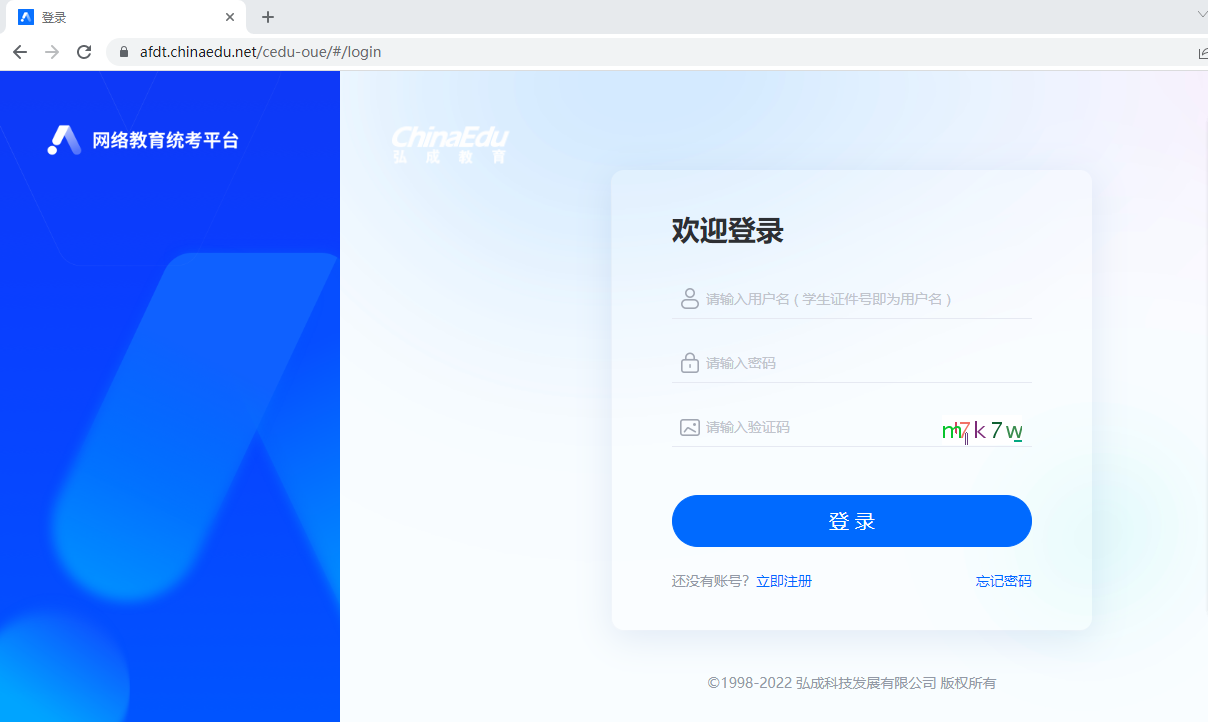 登录
afdt.chinaedu.net/cedu-oue/#/login
网络教育统考平台
ChinaEdu
弘成教育
欢迎登录
请输入用户名 ( 学生证件号即为用户名 )
请输入密码
请输入验证码
登 录
还没有账号? 立即注册 忘记密码
©1998-2022 弘成科技发展有限公司 版权所有